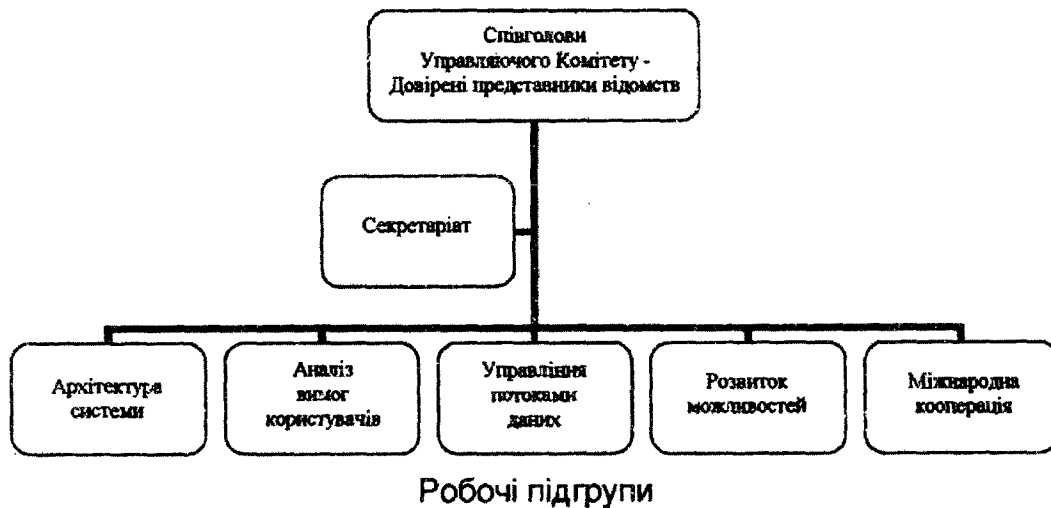 Співголови
Управляючого Комітету -
Довірені представники відомств
Секретаріат
Архітектура
системи
Аналіз
вимог
користувачів
Управління
потоками
даних
Розвиток
можливостей
Міжнародна
кооперація
Робочі підгрупи